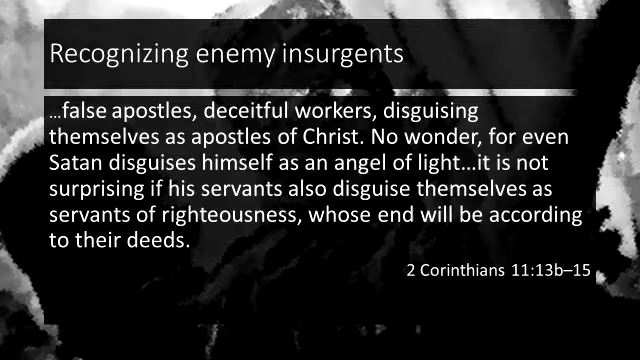 Recognizing enemy insurgents
…false apostles, deceitful workers, disguising
themselves as apostles of Christ. No wonder, for even
Satan disguises himself as an angel of light…it is not
surprising if his servants also disguise themselves as
servants of righteousness, whose end will be according
to their deeds.
2 Corinthians 11:13b–15